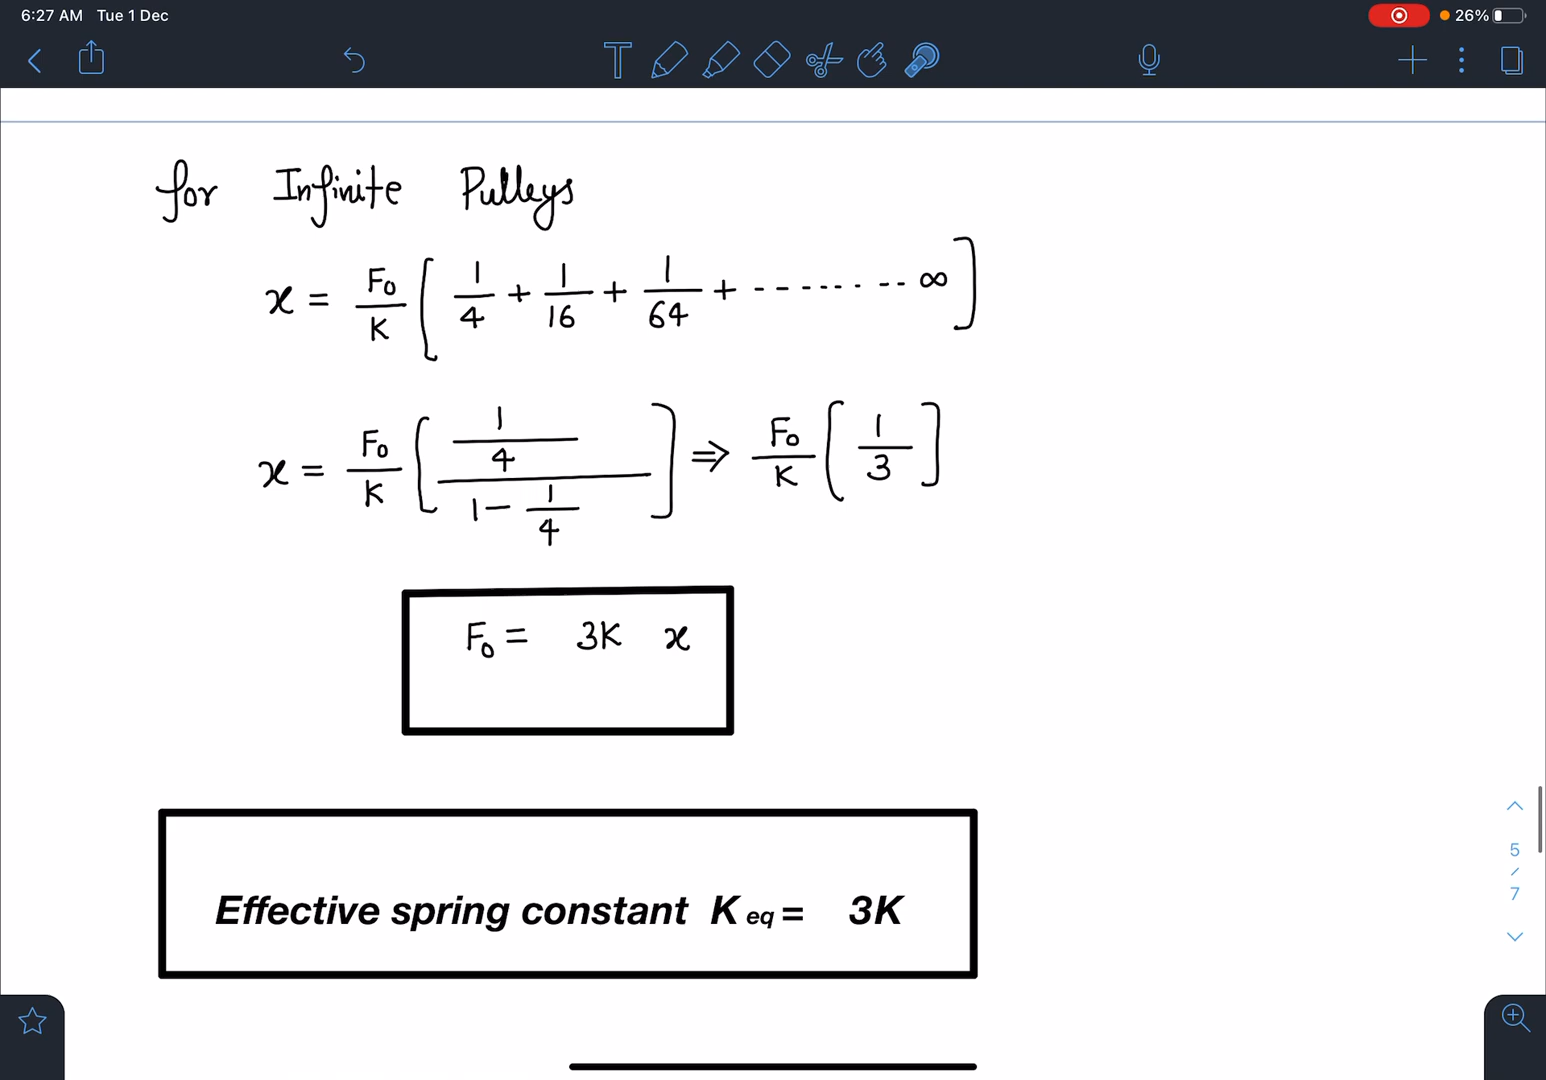 6:27 AM Tue 1 Dec 26%
for Infinite Pulleys
x = F₀/K [ 1/4 + 1/16 + 1/64 + -------- ∞ ]
x = F₀/K [ (1/4) / (1 - 1/4) ] ⇒ F₀/K [ 1/3 ]
F₀ = 3K x
Effective spring constant K eq = 3K
5
/
7